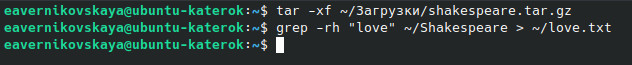 eavernikovskaya@ubuntu-katerok:~$ tar -xf ~/Загрузки/shakespeare.tar.gz
eavernikovskaya@ubuntu-katerok:~$ grep -rh "love" ~/Shakespeare > ~/love.txt
eavernikovskaya@ubuntu-katerok:~$